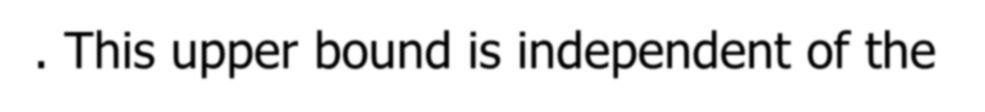 . This upper bound is independent of the